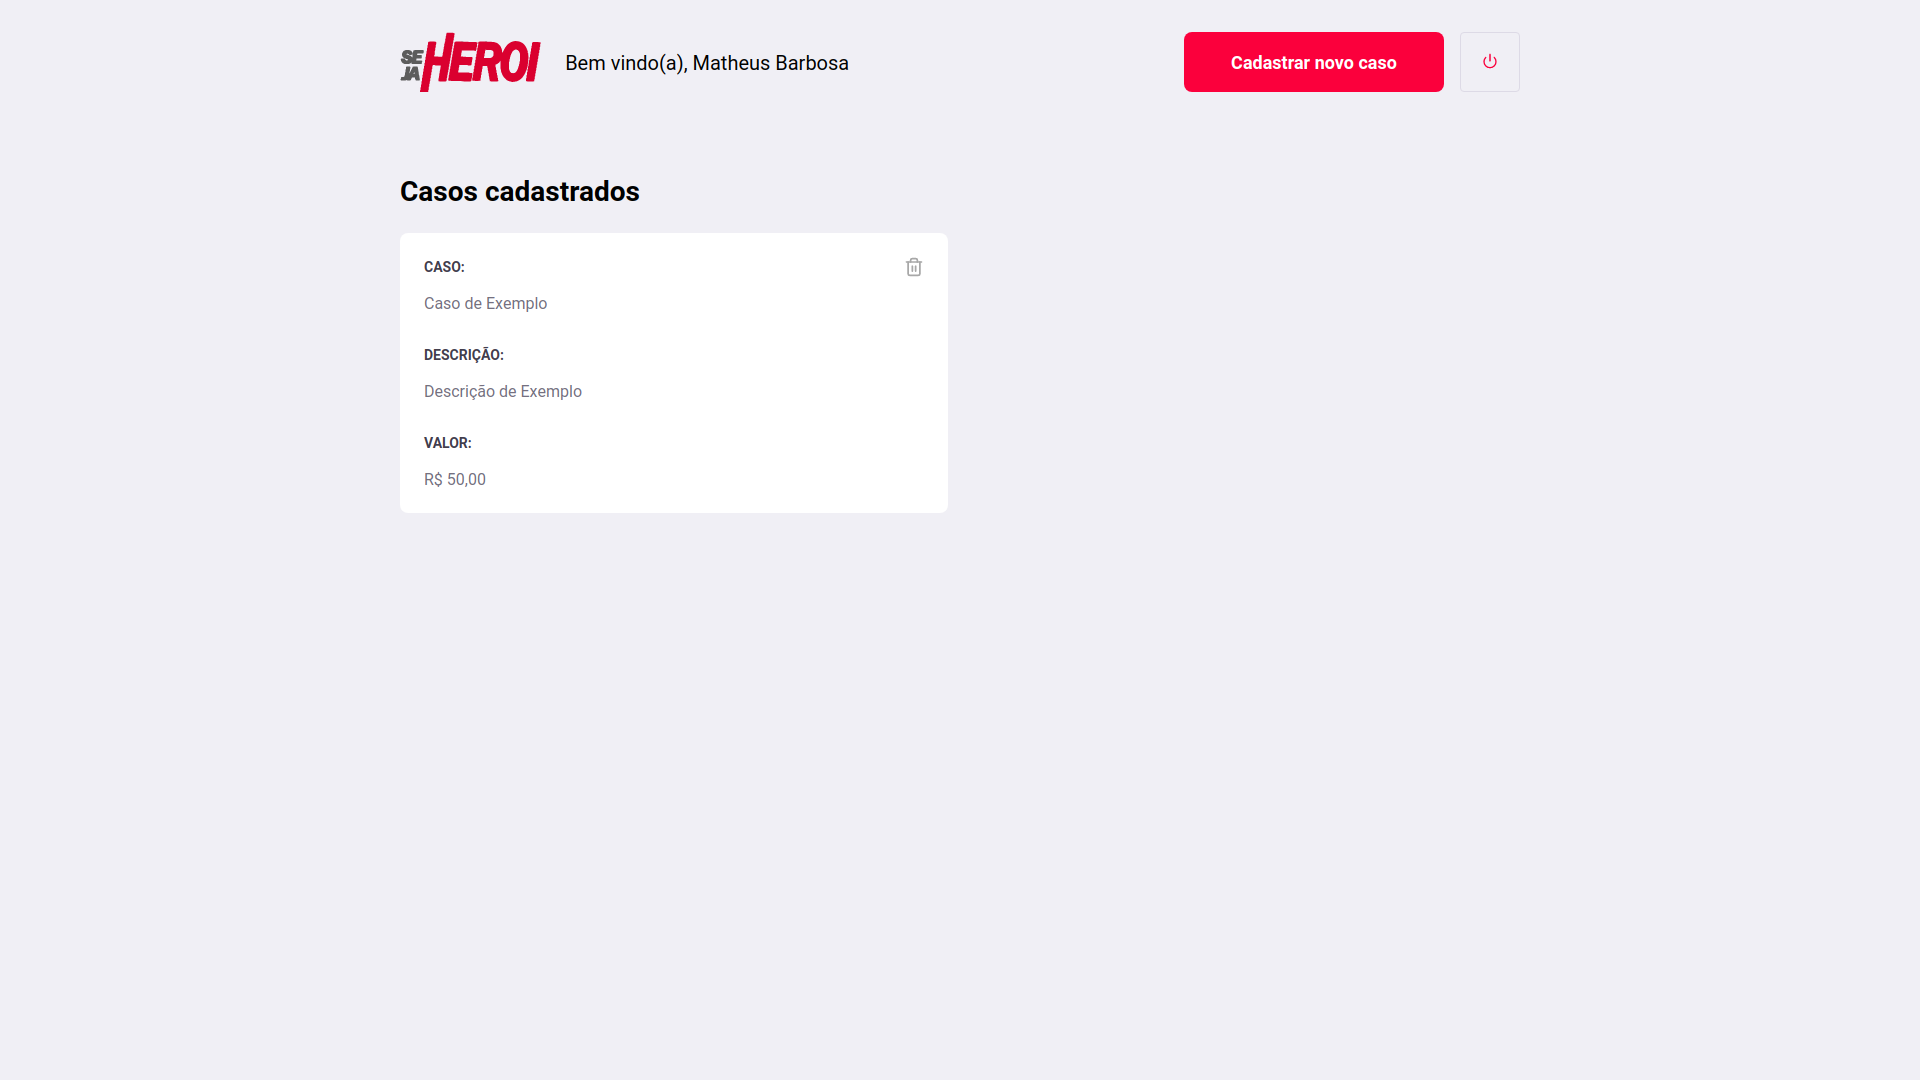 SE
JA
HEROI
Bem vindo(a), Matheus Barbosa
Cadastrar novo caso
Casos cadastrados
CASO:
Caso de Exemplo
DESCRIÇÃO:
Descrição de Exemplo
VALOR:
R$ 50,00